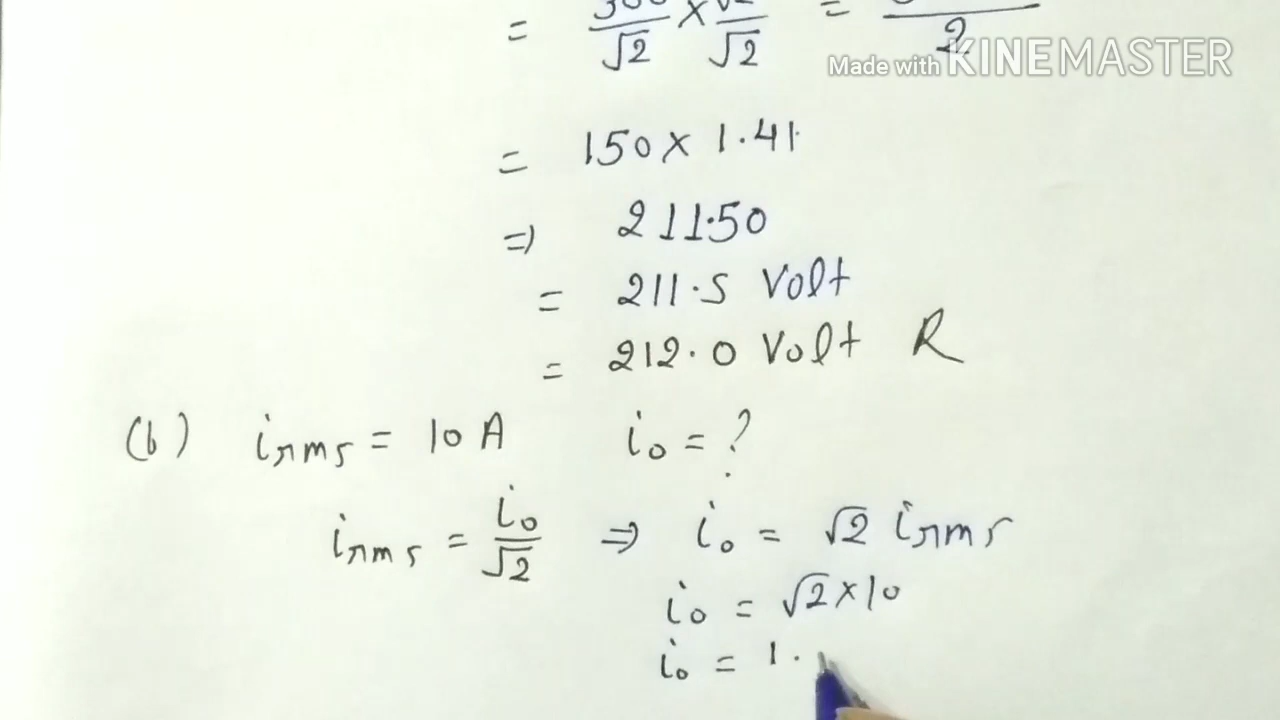 = 300/√2 × √2/√2 = /2
Made with KINEMASTER
= 150 × 1.41
⇒ 211.50
= 211.5 Volt
= 212.0 Volt R
(b) irms = 10 A i₀ = ?
irms = i₀/√2 ⇒ i₀ = √2 irms
i₀ = √2 × 10
i₀ = 1.